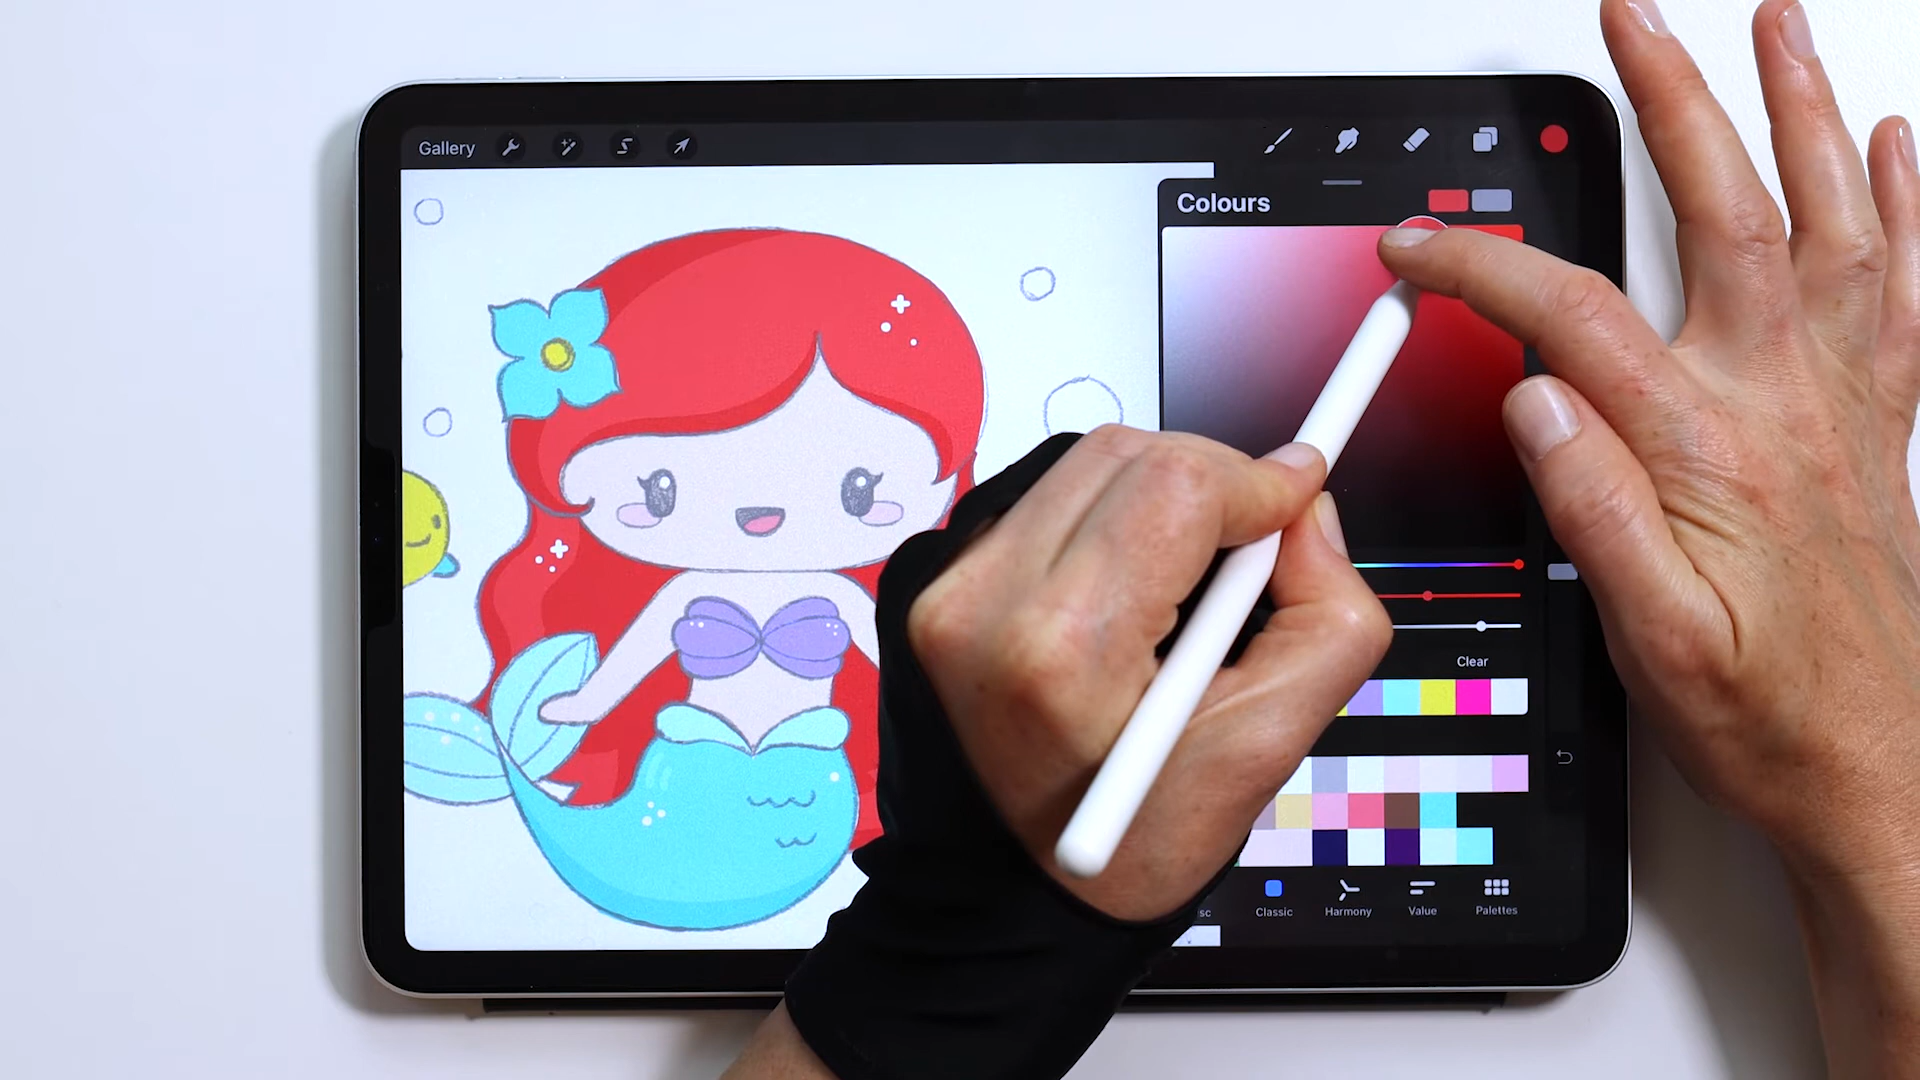 Gallery
Colours
Clear
Classic
Harmony
Value
Palettes